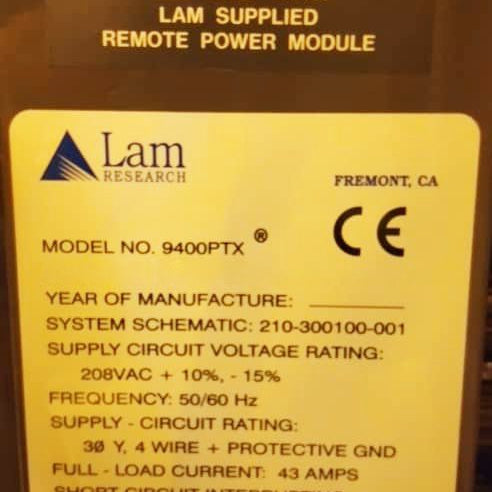 LAM SUPPLIED
REMOTE POWER MODULE
Lam
RESEARCH
FREMONT, CA
CE
MODEL NO. 9400PTX ®
YEAR OF MANUFACTURE:
SYSTEM SCHEMATIC: 210-300100-001
SUPPLY CIRCUIT VOLTAGE RATING:
208VAC + 10%, - 15%
FREQUENCY: 50/60 Hz
SUPPLY - CIRCUIT RATING:
3Ø Y, 4 WIRE + PROTECTIVE GND
FULL - LOAD CURRENT: 43 AMPS
SHORT CIRCUIT